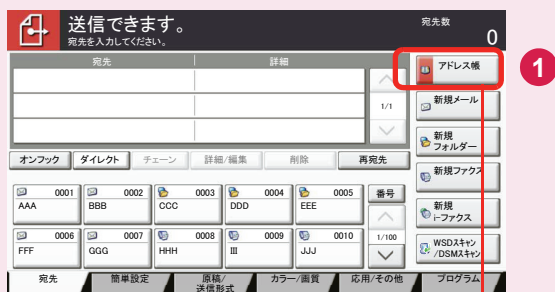 送信できます。
宛先を入力してください。
宛先数
0
宛先 詳細
1/1
アドレス帳
1
新規メール
新規
フォルダー
新規ファクス
新規
i-ファクス
WSDスキャン
/DSMスキャン
オンフック ダイレクト チェーン 詳細/編集 削除 再宛先
0001 0002 0003 0004 0005 番号
AAA BBB CCC DDD EEE
0006 0007 0008 0009 0010 1/100
FFF GGG HHH III JJJ
宛先 簡単設定 原稿/
送信形式 カラー/画質 応用/その他 プログラム